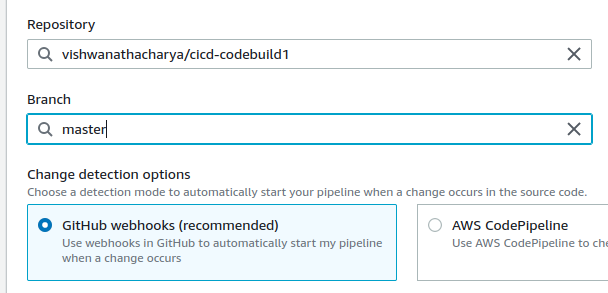 Repository
vishwanathacharya/cicd-codebuild1
Branch
master
Change detection options
Choose a detection mode to automatically start your pipeline when a change occurs in the source code.
GitHub webhooks (recommended)
Use webhooks in GitHub to automatically start my pipeline
when a change occurs
AWS CodePipeline
Use AWS CodePipeline to